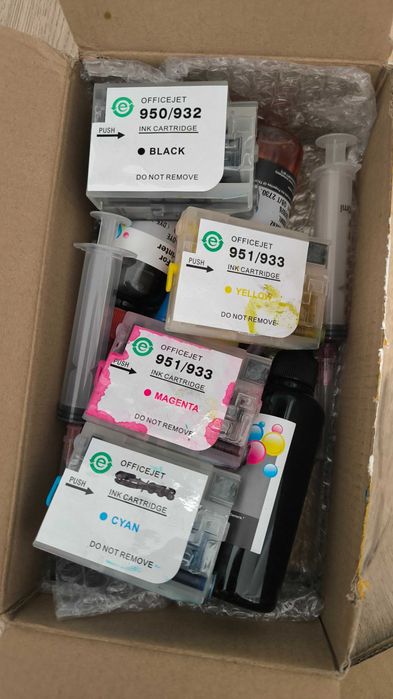 OFFICEJET
950/932
PUSH
INK CARTRIDGE
BLACK
DO NOT REMOVE
OFFICEJET
951/933
PUSH
INK CARTRIDGE
YELLOW
DO NOT REMOVE
For
OFFICEJET
951/933
PUSH
INK CARTRIDGE
MAGENTA
DO NOT REMOVE
OFFICEJET
PUSH
INK CARTRIDGE
CYAN
DO NOT REMOVE